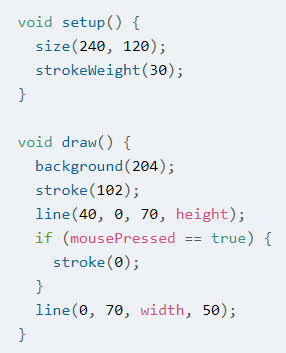 void setup() {
  size(240, 120);
  strokeWeight(30);
}

void draw() {
  background(204);
  stroke(102);
  line(40, 0, 70, height);
  if (mousePressed == true) {
    stroke(0);
  }
  line(0, 70, width, 50);
}